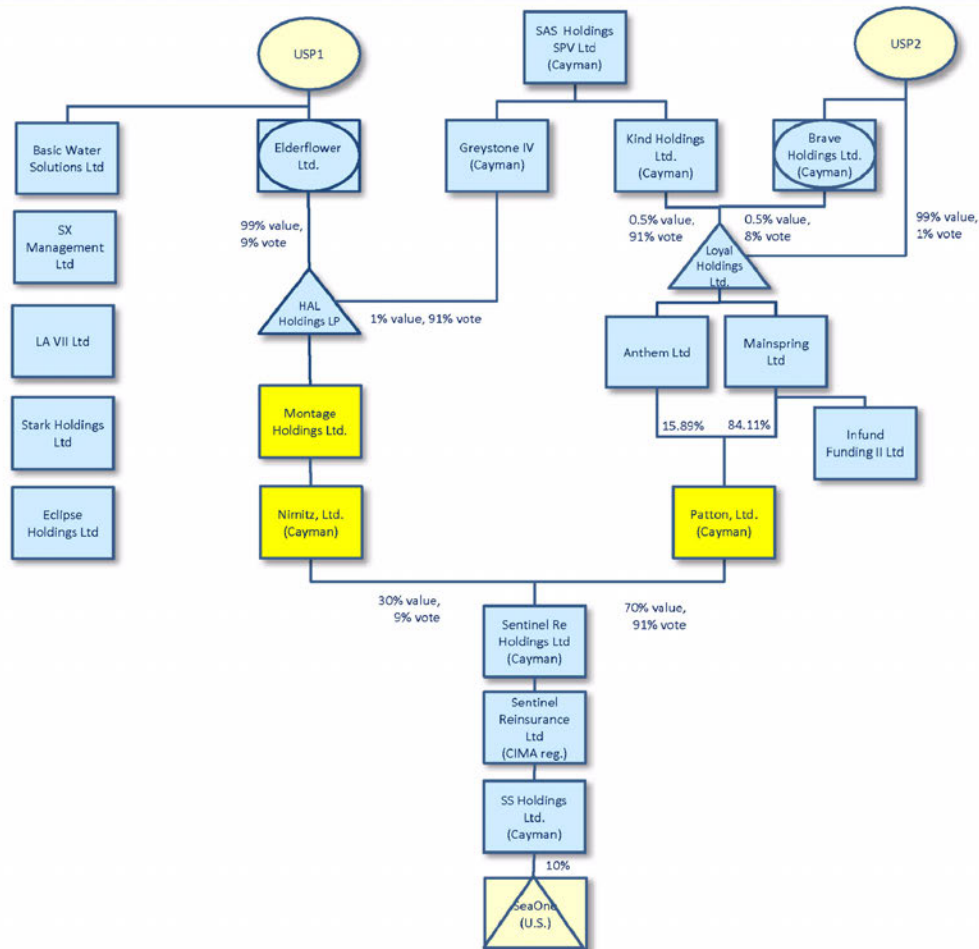 USP1
SAS Holdings
SPV Ltd
(Cayman)
USP2
Basic Water
Solutions Ltd
Elderflower
Ltd.
Greystone IV
(Cayman)
Kind Holdings
Ltd.
(Cayman)
Brave
Holdings Ltd.
(Cayman)
99% value,
9% vote
0.5% value,
91% vote
0.5% value,
8% vote
99% value,
1% vote
SX
Management
Ltd
Loyal
Holdings
Ltd.
HAL
Holdings LP
1% value, 91% vote
LA VII Ltd
Anthem Ltd
Mainspring
Ltd
Stark Holdings
Ltd
Montage
Holdings Ltd.
15.89%
84.11%
Infund
Funding II Ltd
Eclipse
Holdings Ltd
Nimitz, Ltd.
(Cayman)
Patton, Ltd.
(Cayman)
30% value,
9% vote
70% value,
91% vote
Sentinel Re
Holdings Ltd
(Cayman)
Sentinel
Reinsurance
Ltd
(CIMA reg.)
SS Holdings
Ltd.
(Cayman)
10%
SeaOne
(U.S.)